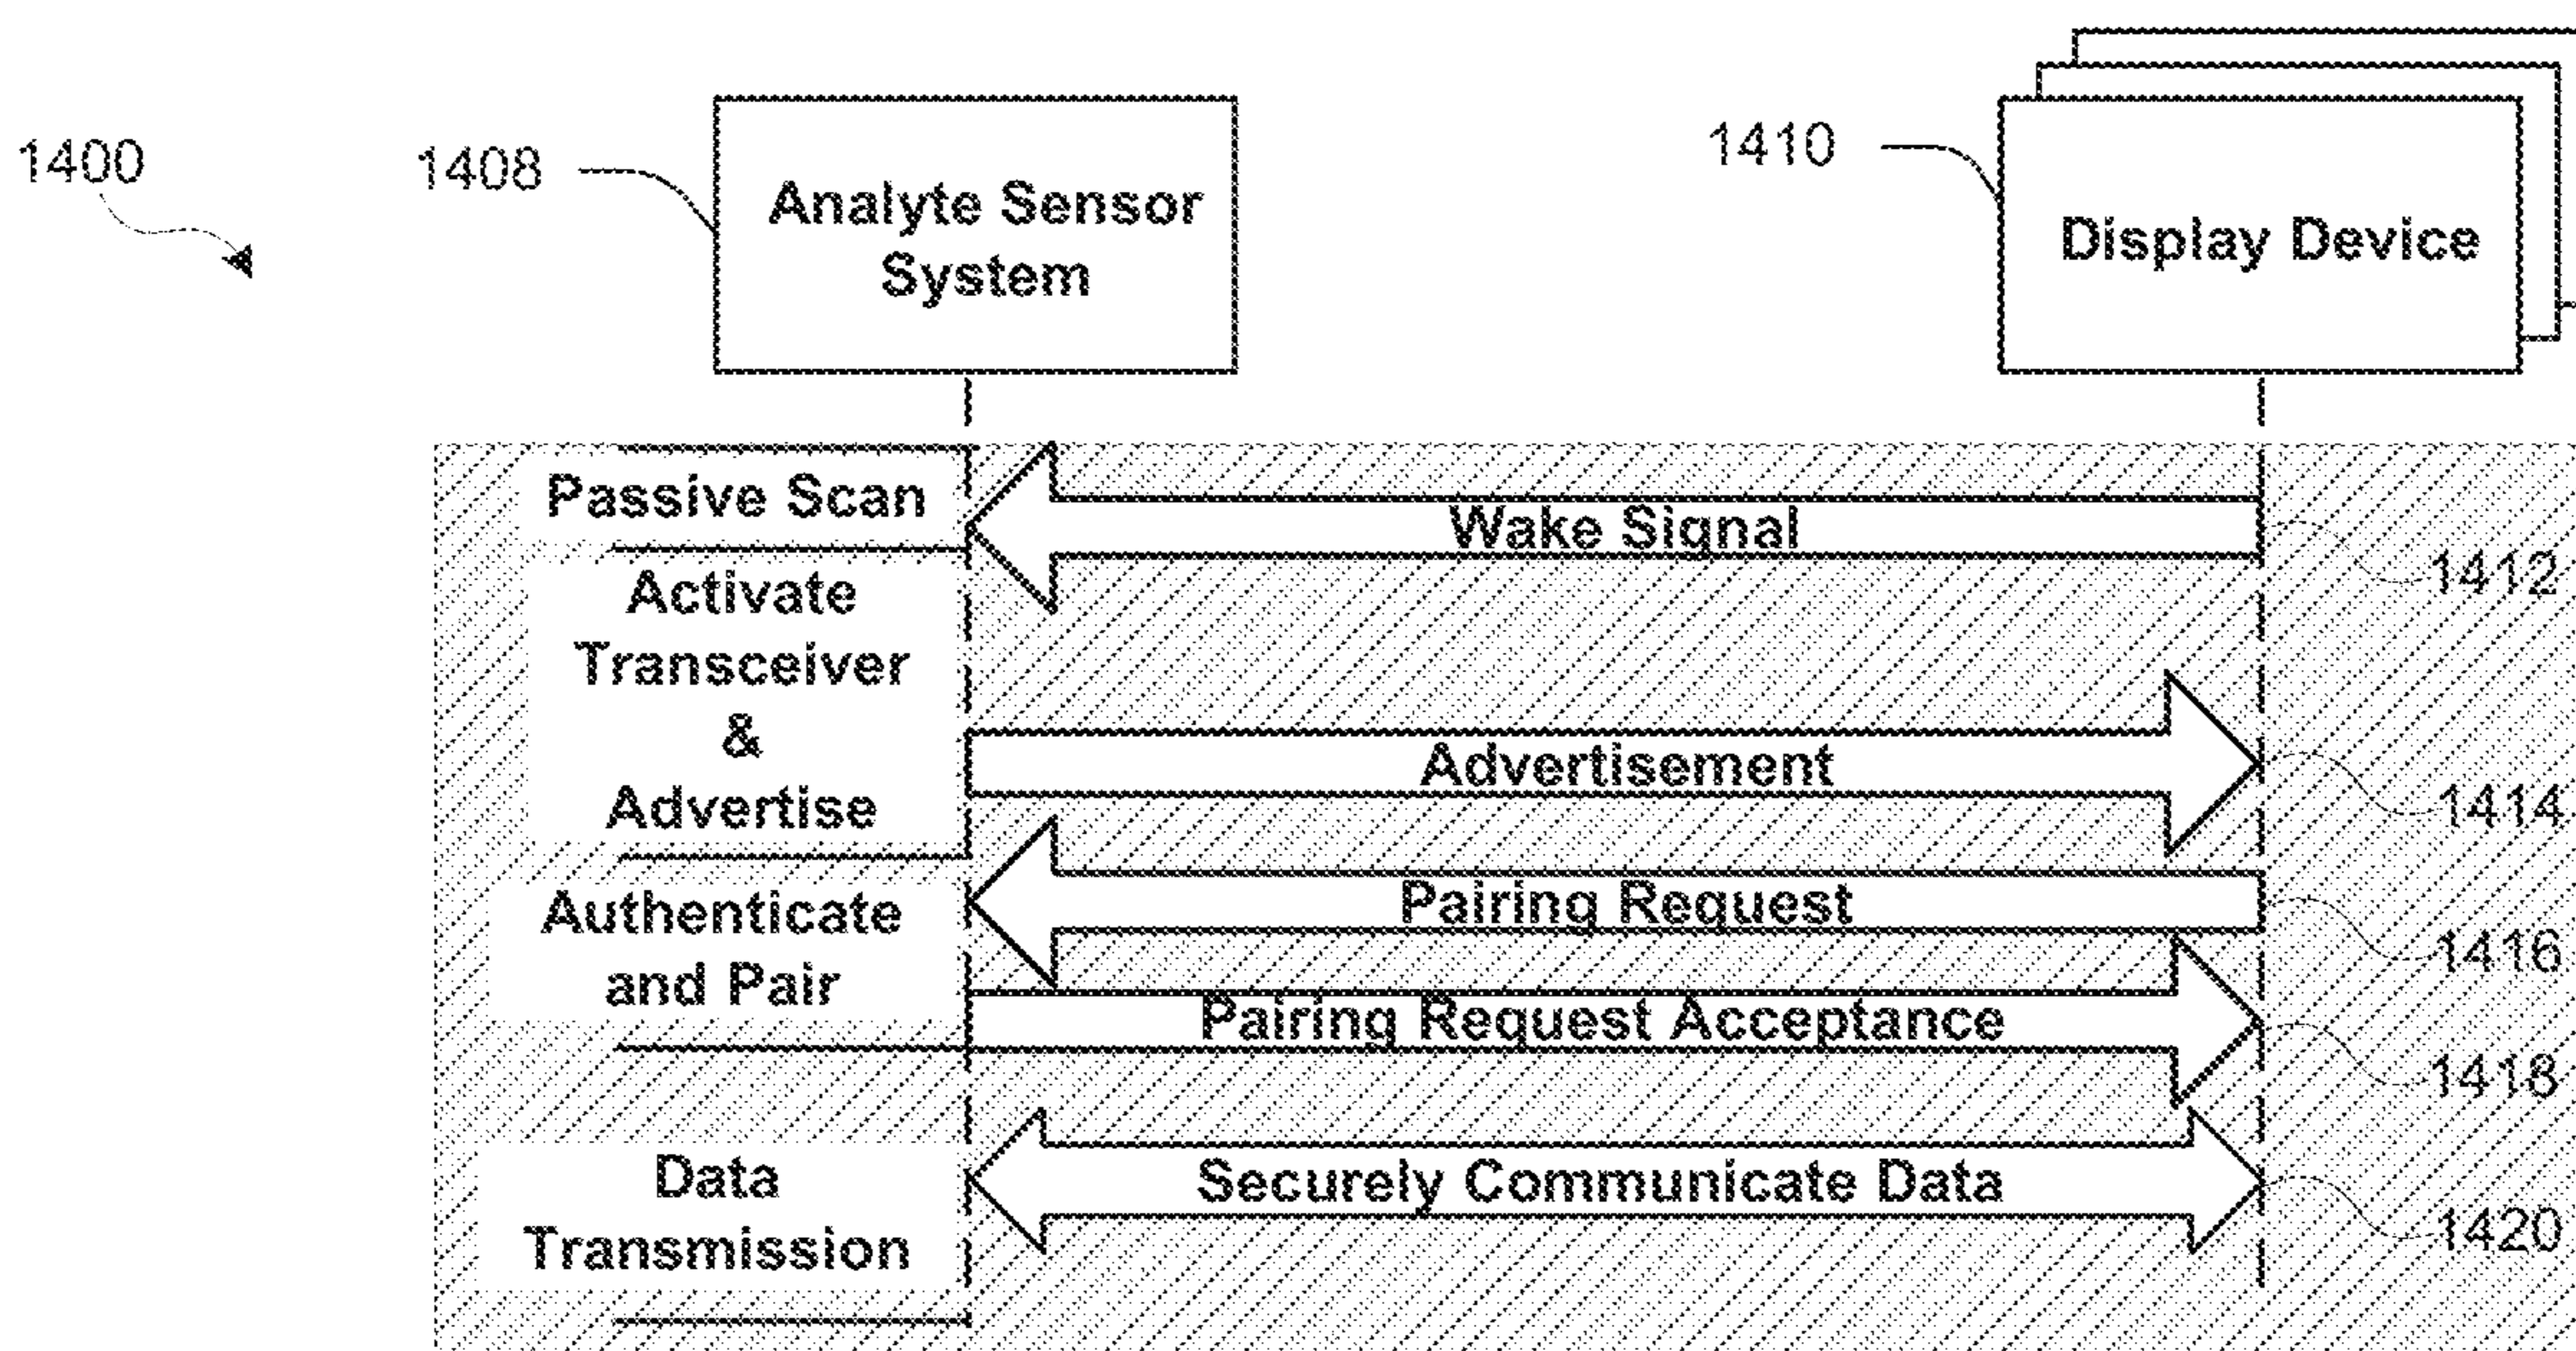 1400
1408
Analyte Sensor
System
1410
Display Device
Passive Scan
Wake Signal
1412
Activate
Transceiver
&
Advertise
Advertisement
1414
Authenticate
and Pair
Pairing Request
1416
Pairing Request Acceptance
1418
Data
Transmission
Securely Communicate Data
1420